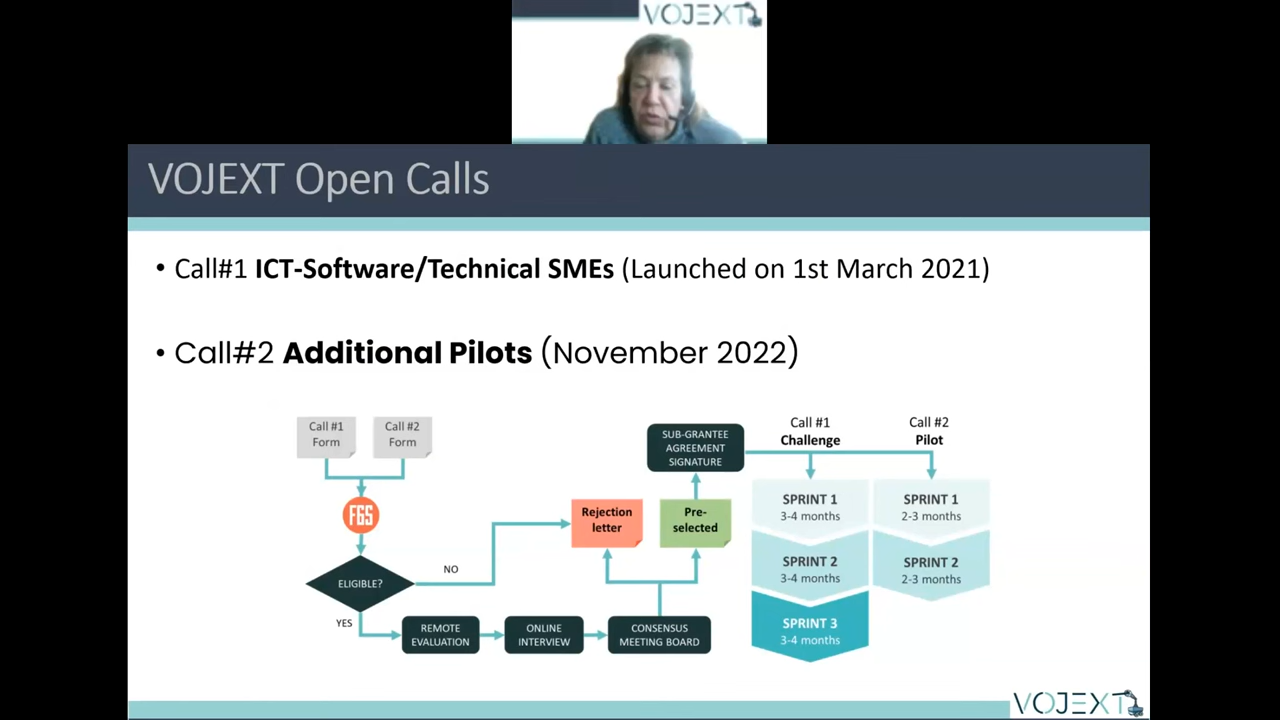 VOJEXT
VOJEXT Open Calls
• Call#1 ICT-Software/Technical SMEs (Launched on 1st March 2021)
• Call#2 Additional Pilots (November 2022)
Call #1
Form
Call #2
Form
F6S
ELIGIBLE?
NO
YES
REMOTE
EVALUATION
ONLINE
INTERVIEW
CONSENSUS
MEETING BOARD
Rejection
letter
Pre-
selected
SUB-GRANTEE
AGREEMENT
SIGNATURE
Call #1
Challenge
SPRINT 1
3-4 months
SPRINT 2
3-4 months
SPRINT 3
3-4 months
Call #2
Pilot
SPRINT 1
2-3 months
SPRINT 2
2-3 months
VOJEXT